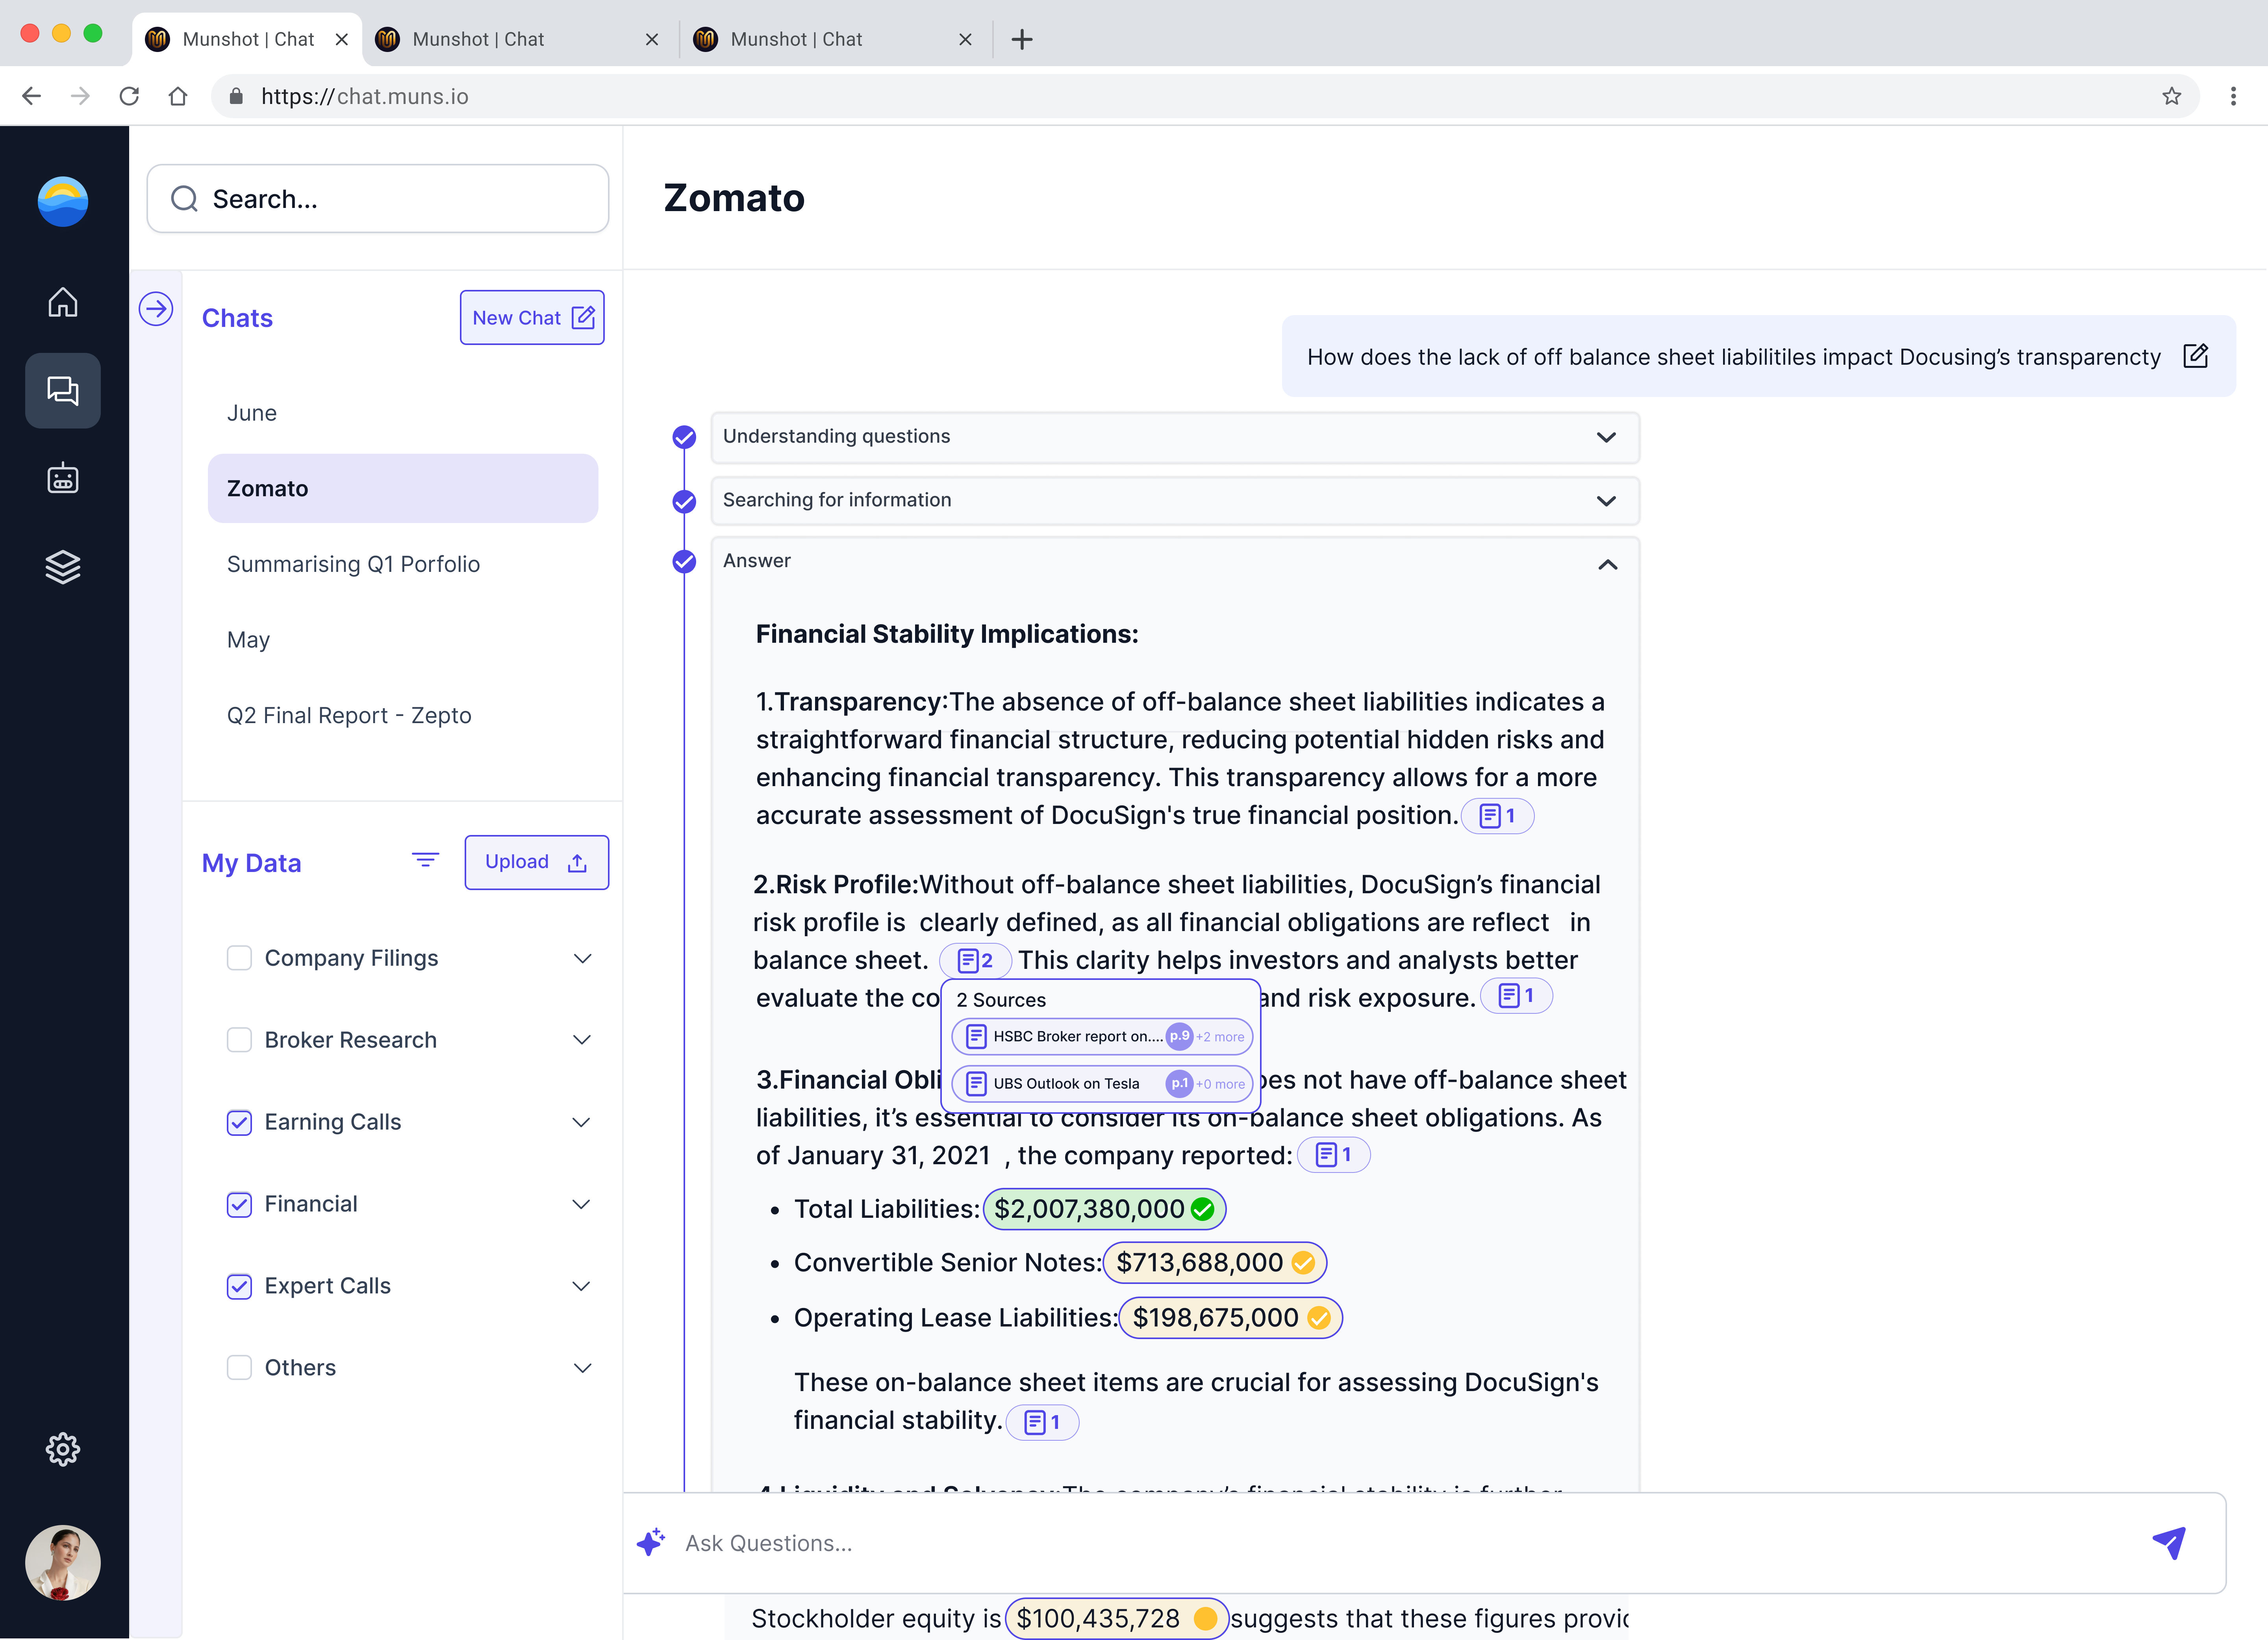 Munshot | Chat
Munshot | Chat
Munshot | Chat
https://chat.muns.io
Search...
Zomato
Chats
New Chat
June
Zomato
Summarising Q1 Porfolio
May
Q2 Final Report - Zepto
My Data
Upload
Company Filings
Broker Research
Earning Calls
Financial
Expert Calls
Others
How does the lack of off balance sheet liabilitiles impact Docusing’s transparencty
Understanding questions
Searching for information
Answer
Financial Stability Implications:
1.Transparency:The absence of off-balance sheet liabilities indicates a
straightforward financial structure, reducing potential hidden risks and
enhancing financial transparency. This transparency allows for a more
accurate assessment of DocuSign's true financial position. 1
2.Risk Profile:Without off-balance sheet liabilities, DocuSign’s financial
risk profile is clearly defined, as all financial obligations are reflect in
balance sheet. 2 This clarity helps investors and analysts better
evaluate the co and risk exposure. 1
2 Sources
HSBC Broker report on.... p.9 +2 more
UBS Outlook on Tesla p.1 +0 more
3.Financial Obli es not have off-balance sheet
liabilities, it’s essential to consider its on-balance sheet obligations. As
of January 31, 2021 , the company reported: 1
• Total Liabilities: $2,007,380,000
• Convertible Senior Notes: $713,688,000
• Operating Lease Liabilities: $198,675,000
These on-balance sheet items are crucial for assessing DocuSign's
financial stability. 1
4.Liquidity and Solvency:The company’s financial stability is further
Ask Questions...
Stockholder equity is $100,435,728 suggests that these figures provi